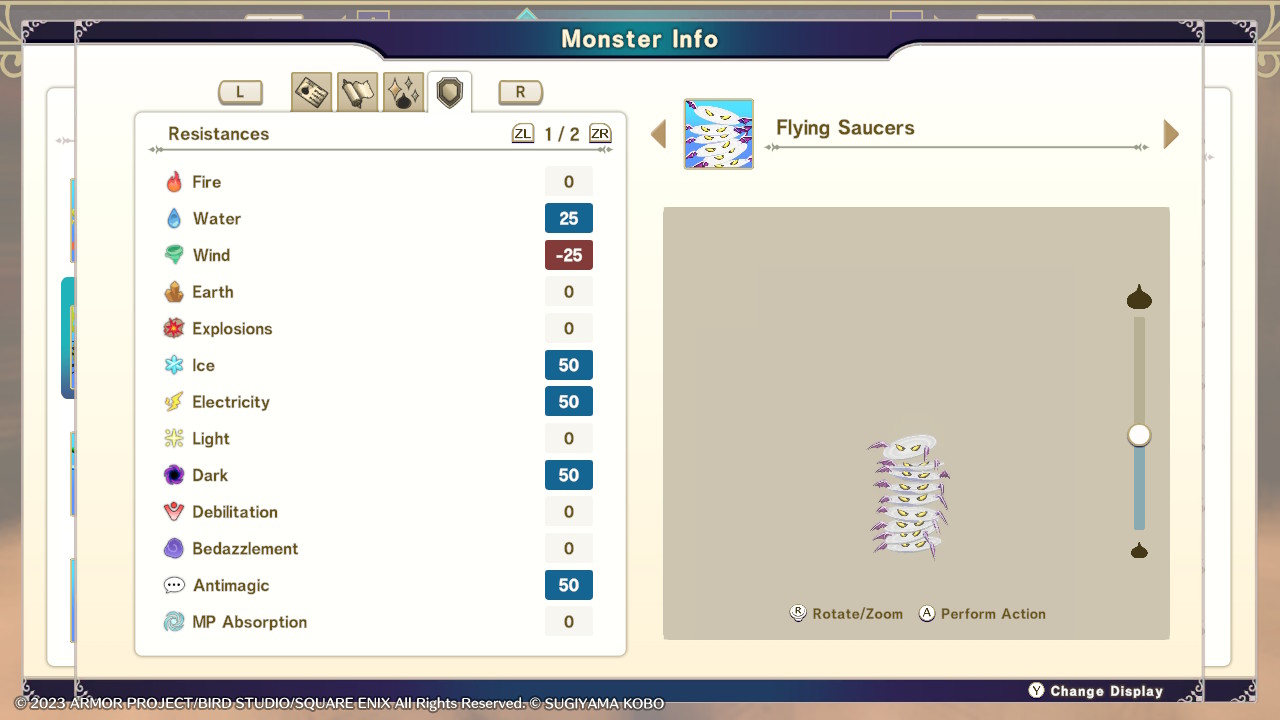 Monster Info
L
R
Resistances
ZL 1 / 2 ZR
Fire 0
Water 25
Wind -25
Earth 0
Explosions 0
Ice 50
Electricity 50
Light 0
Dark 50
Debilitation 0
Bedazzlement 0
Antimagic 50
MP Absorption 0
Flying Saucers
R Rotate/Zoom A Perform Action
Y Change Display
© 2023 ARMOR PROJECT/BIRD STUDIO/SQUARE ENIX All Rights Reserved. © SUGIYAMA KOBO